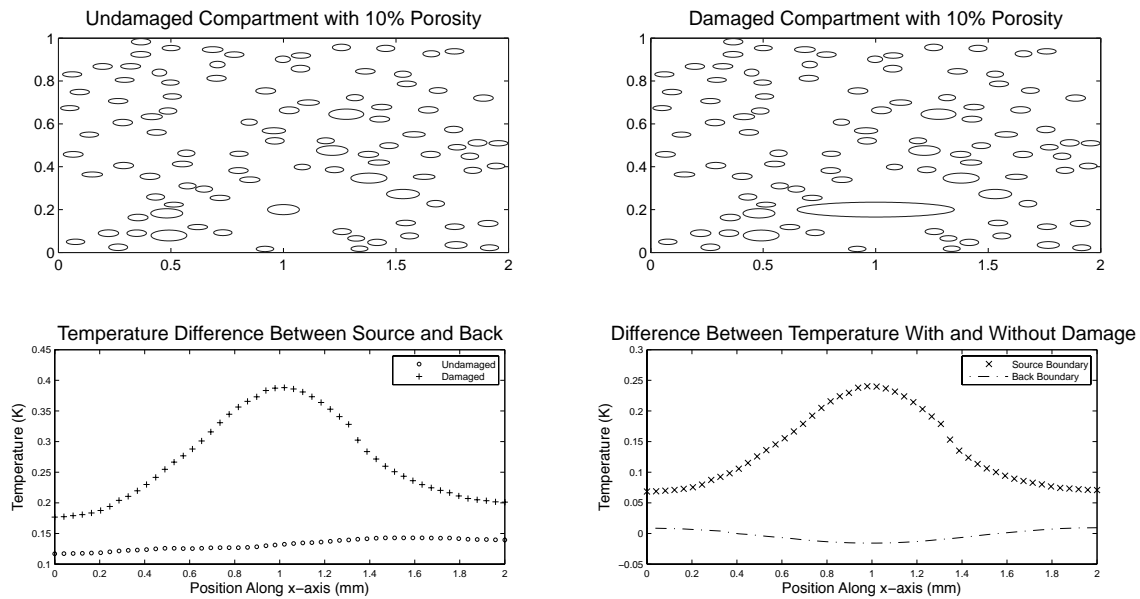 Undamaged Compartment with 10% Porosity
1
0.8
0.6
0.4
0.2
0
0 0.5 1 1.5 2
Damaged Compartment with 10% Porosity
1
0.8
0.6
0.4
0.2
0
0 0.5 1 1.5 2
Temperature Difference Between Source and Back
0.45
0.4
0.35
0.3
0.25
0.2
0.15
0.1
Temperature (K)
Undamaged
Damaged
0 0.2 0.4 0.6 0.8 1 1.2 1.4 1.6 1.8 2
Position Along x−axis (mm)
Difference Between Temperature With and Without Damage
0.3
0.25
0.2
0.15
0.1
0.05
0
−0.05
Temperature (K)
Source Boundary
Back Boundary
0 0.2 0.4 0.6 0.8 1 1.2 1.4 1.6 1.8 2
Position Along x−axis (mm)